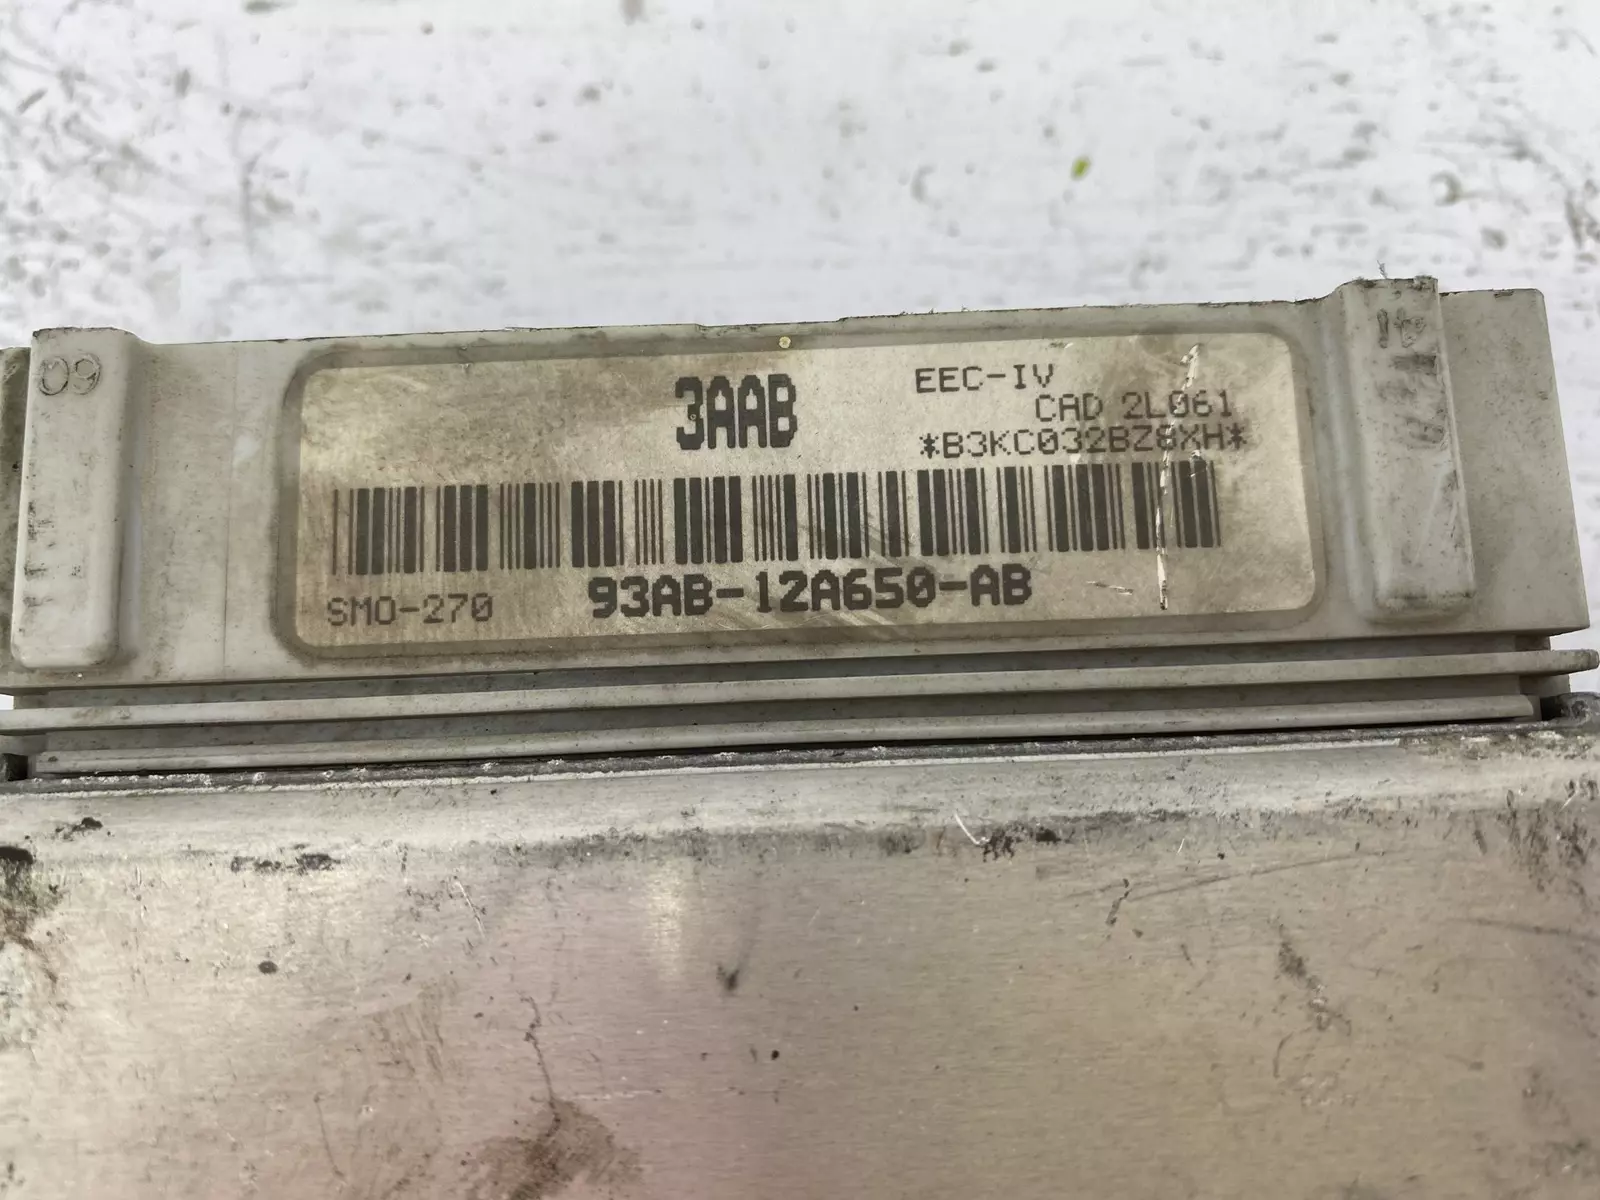 09
3AAB
EEC-IV
CAD 2L061
*B3KC032BZ8XH*
SMO-270
93AB-12A650-AB